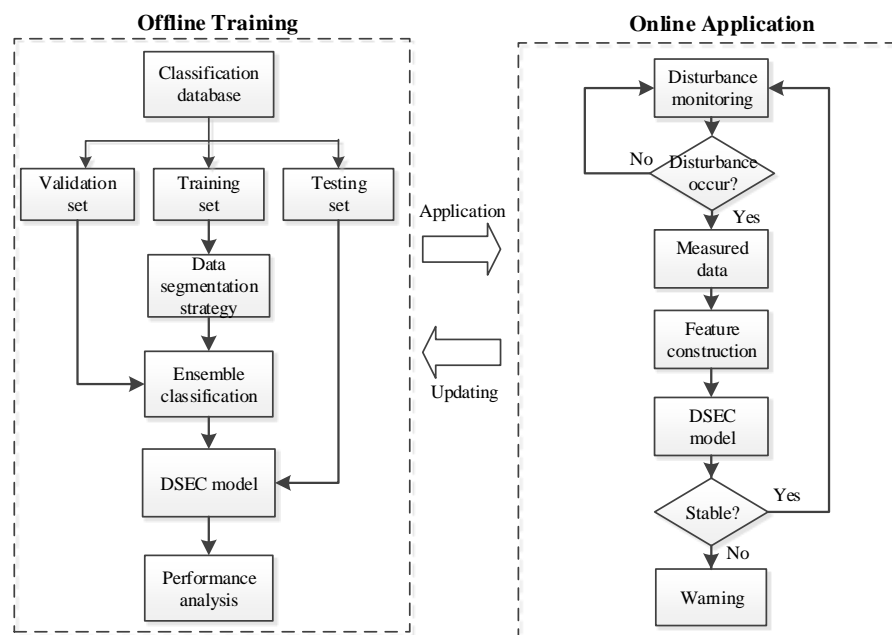 Offline Training
Classification
database
Validation
set
Training
set
Testing
set
Data
segmentation
strategy
Ensemble
classification
DSEC model
Performance
analysis
Application
Updating
Online Application
Disturbance
monitoring
No
Disturbance
occur?
Yes
Measured
data
Feature
construction
DSEC
model
Stable?
Yes
No
Warning